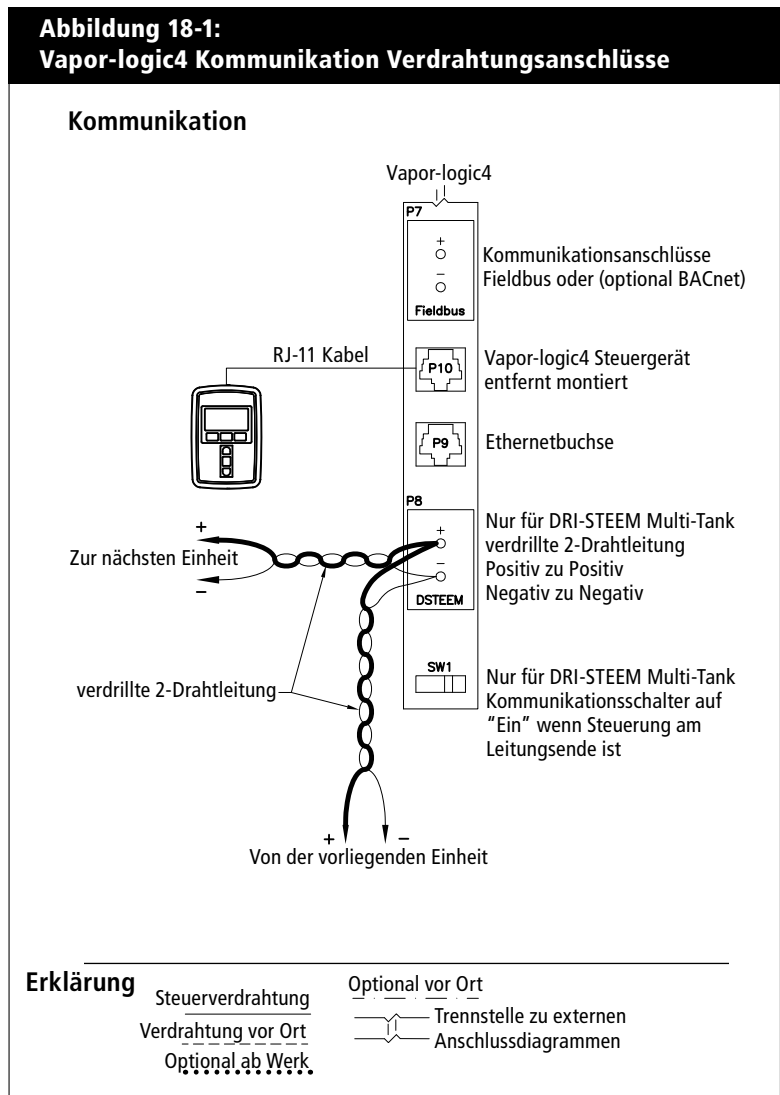 Abbildung 18-1:
Vapor-logic4 Kommunikation Verdrahtungsanschlüsse
Kommunikation
Vapor-logic4
P7
+
−
Fieldbus
Kommunikationsanschlüsse
Fieldbus oder (optional BACnet)
RJ-11 Kabel
P10
Vapor-logic4 Steuergerät
entfernt montiert
P9
Ethernetbuchse
P8
+
−
DSTEEM
Nur für DRI-STEEM Multi-Tank
verdrillte 2-Drahtleitung
Positiv zu Positiv
Negativ zu Negativ
+
Zur nächsten Einheit
−
SW1
Nur für DRI-STEEM Multi-Tank
Kommunikationsschalter auf
"Ein" wenn Steuerung am
Leitungsende ist
verdrillte 2-Drahtleitung
+ −
Von der vorliegenden Einheit
Erklärung
Steuerverdrahtung
Verdrahtung vor Ort
Optional ab Werk
Optional vor Ort
Trennstelle zu externen
Anschlussdiagrammen